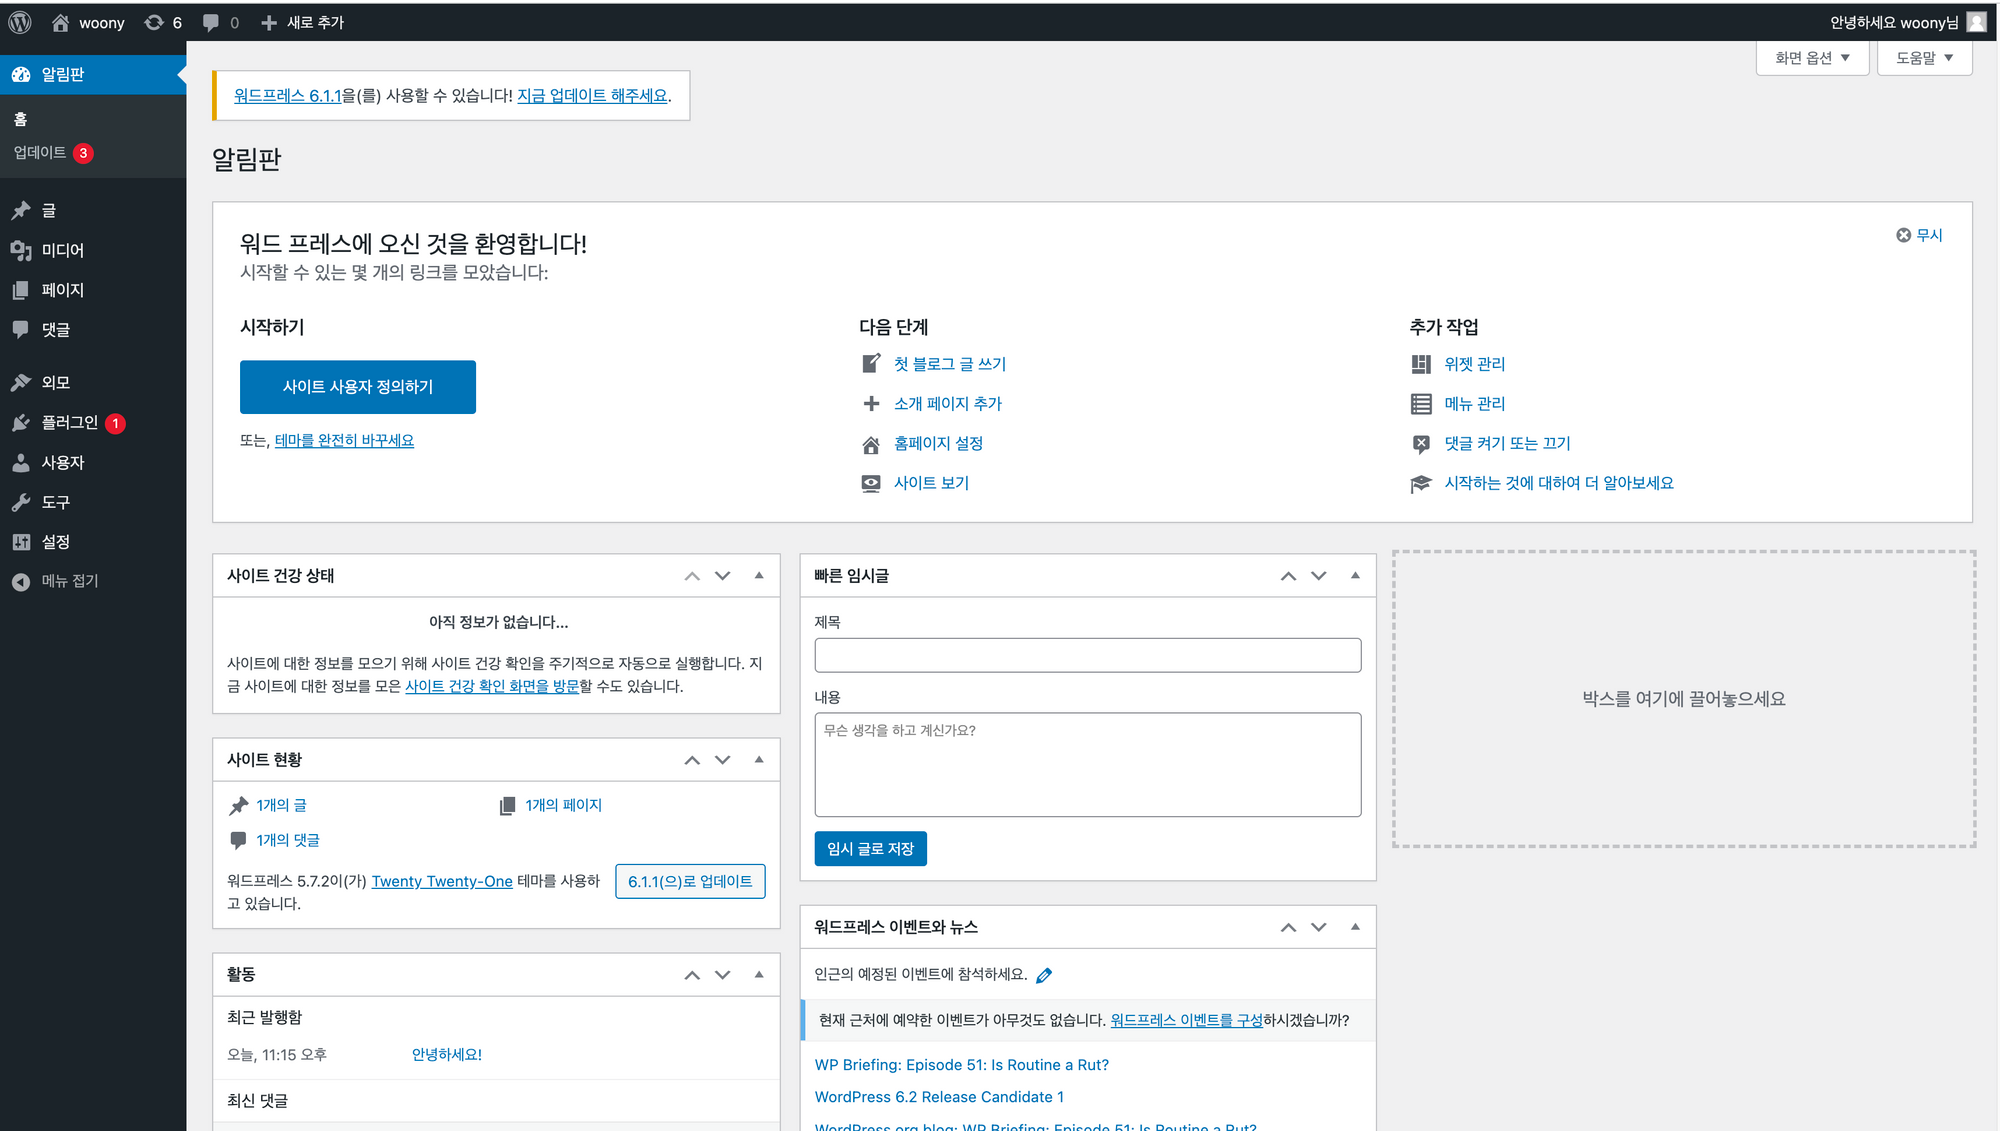 woony 6 0 새로 추가
안녕하세요 woony님
화면 옵션
도움말
알림판
홈
업데이트 3
글
미디어
페이지
댓글
외모
플러그인 1
사용자
도구
설정
메뉴 접기
워드프레스 6.1.1을(를) 사용할 수 있습니다! 지금 업데이트 해주세요.
알림판
워드 프레스에 오신 것을 환영합니다!
무시
시작할 수 있는 몇 개의 링크를 모았습니다:
시작하기
사이트 사용자 정의하기
또는, 테마를 완전히 바꾸세요
다음 단계
첫 블로그 글 쓰기
소개 페이지 추가
홈페이지 설정
사이트 보기
추가 작업
위젯 관리
메뉴 관리
댓글 켜기 또는 끄기
시작하는 것에 대하여 더 알아보세요
사이트 건강 상태
아직 정보가 없습니다...
사이트에 대한 정보를 모으기 위해 사이트 건강 확인을 주기적으로 자동으로 실행합니다. 지
금 사이트에 대한 정보를 모은 사이트 건강 확인 화면을 방문할 수도 있습니다.
사이트 현황
1개의 글
1개의 페이지
1개의 댓글
워드프레스 5.7.2이(가) Twenty Twenty-One 테마를 사용하
고 있습니다.
6.1.1(으)로 업데이트
활동
최근 발행함
오늘, 11:15 오후
안녕하세요!
최신 댓글
빠른 임시글
제목
내용
무슨 생각을 하고 계신가요?
임시 글로 저장
워드프레스 이벤트와 뉴스
인근의 예정된 이벤트에 참석하세요.
현재 근처에 예약한 이벤트가 아무것도 없습니다. 워드프레스 이벤트를 구성하시겠습니까?
WP Briefing: Episode 51: Is Routine a Rut?
WordPress 6.2 Release Candidate 1
WordPress.org blog: WP Briefing: Episode 51: Is Routine a Rut?
박스를 여기에 끌어놓으세요